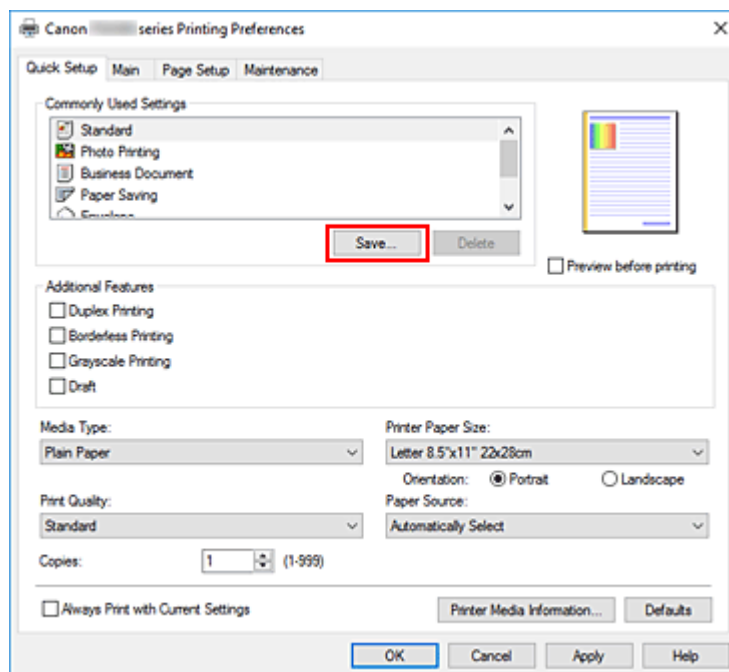 Canon series Printing Preferences
Quick Setup Main Page Setup Maintenance
Commonly Used Settings
Standard
Photo Printing
Business Document
Paper Saving
Envelope
Save... Delete
Preview before printing
Additional Features
Duplex Printing
Borderless Printing
Grayscale Printing
Draft
Media Type: Printer Paper Size:
Plain Paper Letter 8.5"x11" 22x28cm
Orientation: Portrait Landscape
Print Quality: Paper Source:
Standard Automatically Select
Copies: 1 (1-999)
Always Print with Current Settings Printer Media Information... Defaults
OK Cancel Apply Help